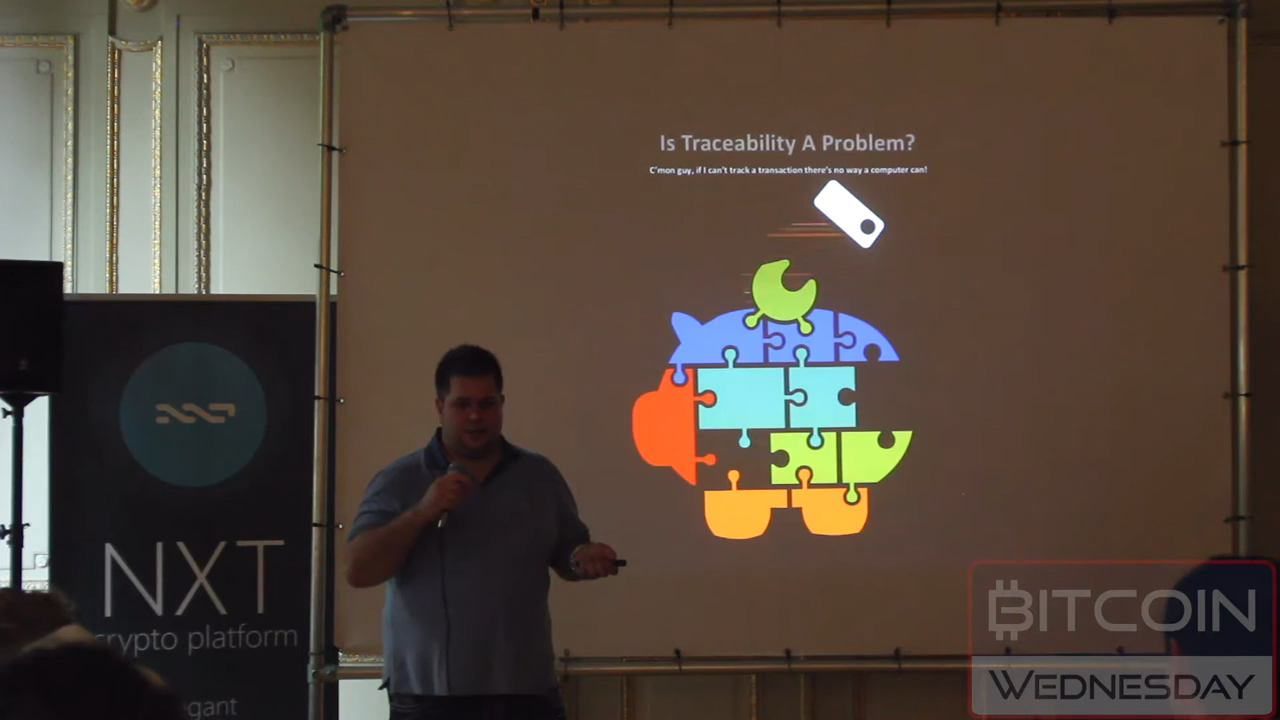 Is Traceability A Problem?
C'mon guy, if I can't track a transaction there's no way a computer can!
NXT
crypto platform
egant
BITCOIN
WEDNESDAY